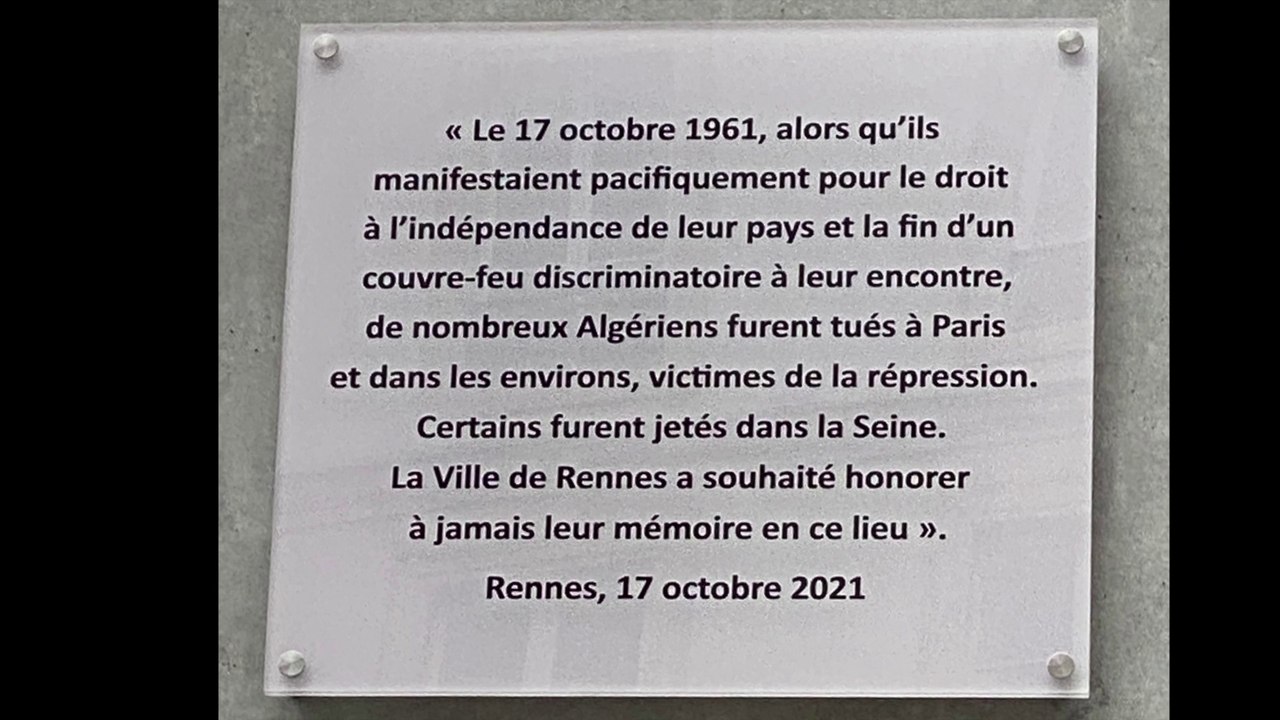 « Le 17 octobre 1961, alors qu’ils
manifestaient pacifiquement pour le droit
à l’indépendance de leur pays et la fin d’un
couvre-feu discriminatoire à leur encontre,
de nombreux Algériens furent tués à Paris
et dans les environs, victimes de la répression.
Certains furent jetés dans la Seine.
La Ville de Rennes a souhaité honorer
à jamais leur mémoire en ce lieu ».
Rennes, 17 octobre 2021